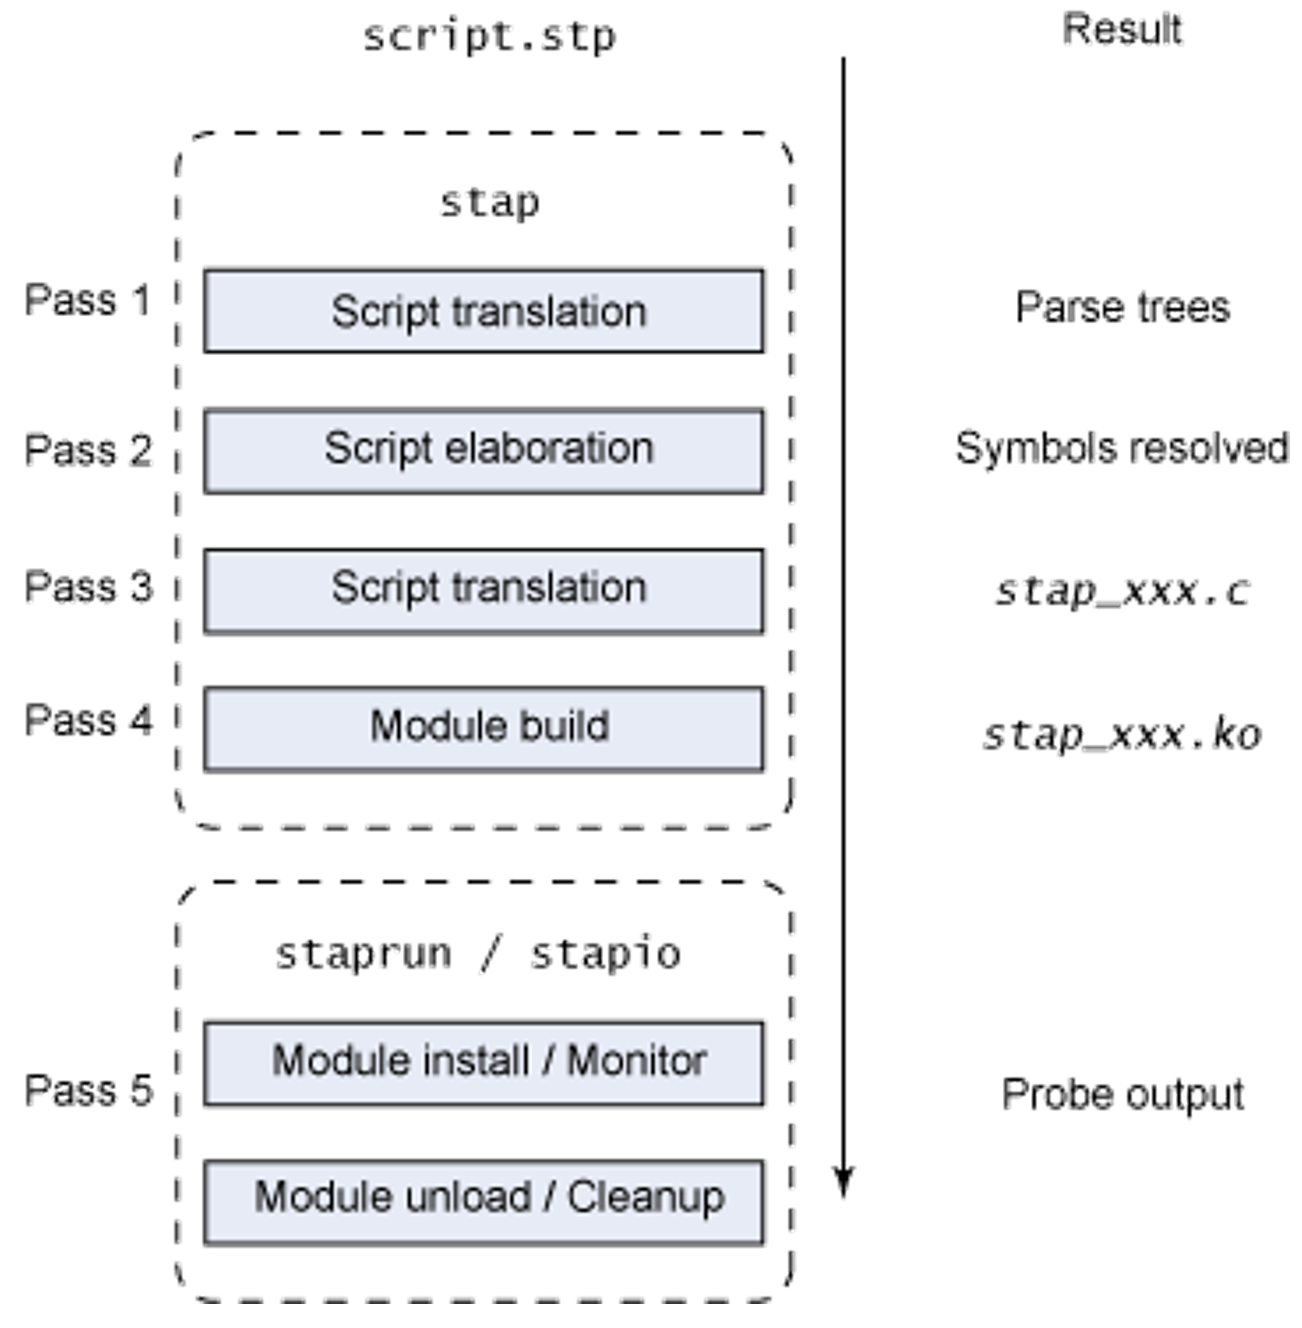 script.stp
Result
stap
Pass 1
Script translation
Parse trees
Pass 2
Script elaboration
Symbols resolved
Pass 3
Script translation
stap_xxx.c
Pass 4
Module build
stap_xxx.ko
staprun / stapio
Pass 5
Module install / Monitor
Probe output
Module unload / Cleanup